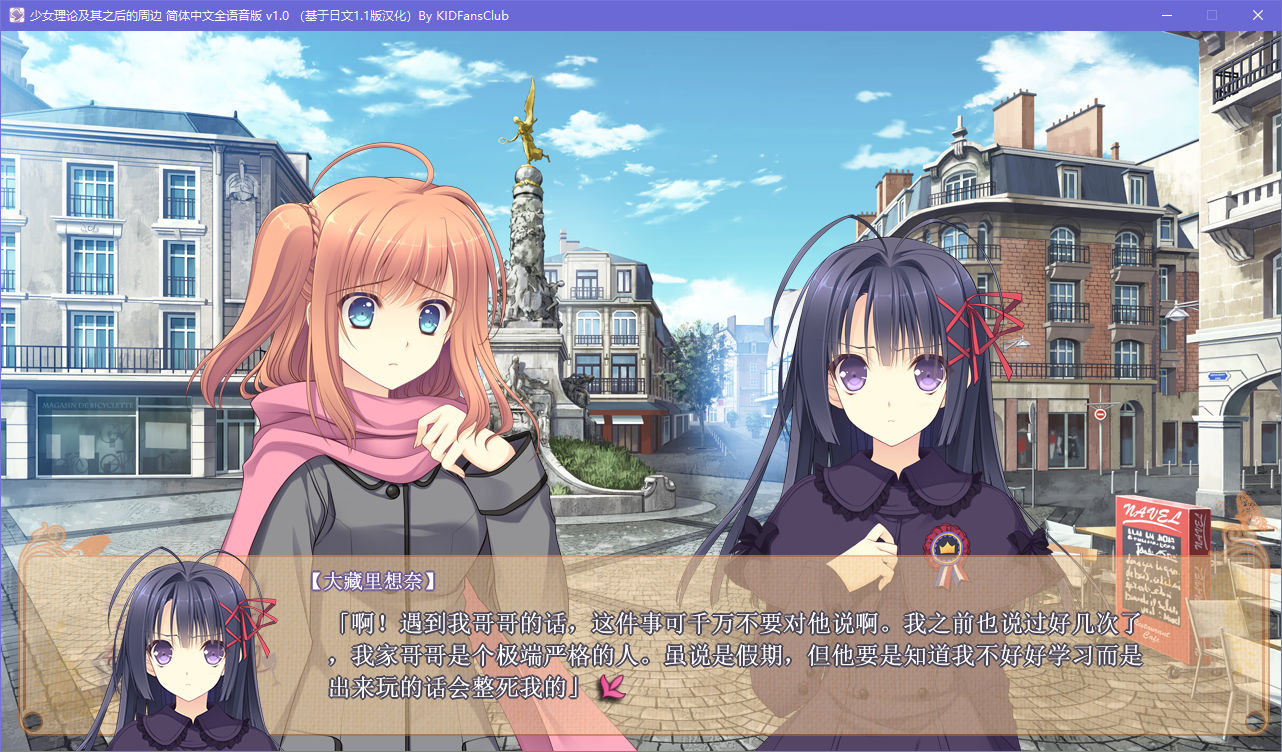 少女理论及其之后的周边 简体中文全语音版 v1.0 （基于日文1.1版汉化）By KIDFansClub
MAGASIN DE BICYCLETTE
NAVEL
【大藏里想奈】
「啊！遇到我哥哥的话，这件事可千万不要对他说啊。我之前也说过好几次了
，我家哥哥是个极端严格的人。虽说是假期，但他要是知道我不好好学习而是
出来玩的话会整死我的」